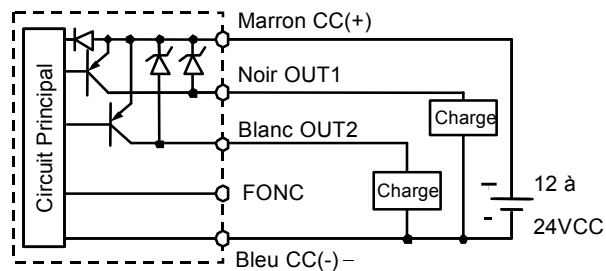 Marron CC(+)
Noir OUT1
Charge
Blanc OUT2
Circuit Principal
FONC
Charge
12 à
24VCC
Bleu CC(-)